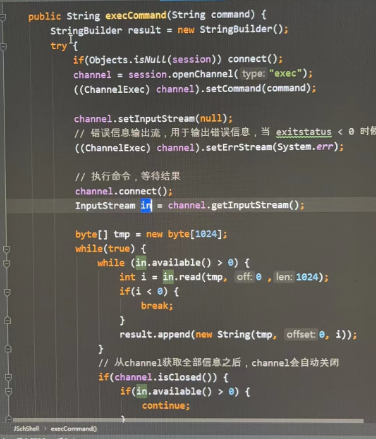 public String execCommand(String command) {
StringBuilder result = new StringBuilder();
try {
if(Objects.isNull(session)) connect();
channel = session.openChannel( type: "exec");
((ChannelExec) channel).setCommand(command);
channel.setInputStream(null);
// 错误信息输出流，用于输出错误信息，当 exitstatus < 0 时候
((ChannelExec) channel).setErrStream(System.err);
// 执行命令，等待结果
channel.connect();
InputStream in = channel.getInputStream();
byte[] tmp = new byte[1024];
while(true) {
while (in.available() > 0) {
int i = in.read(tmp, off: 0 , len: 1024);
if(i < 0) {
break;
}
result.append(new String(tmp, offset: 0, i));
}
// 从channel获取全部信息之后，channel会自动关闭
if(channel.isClosed()) {
if(in.available() > 0) {
continue;
}
JSchShell › execCommand()